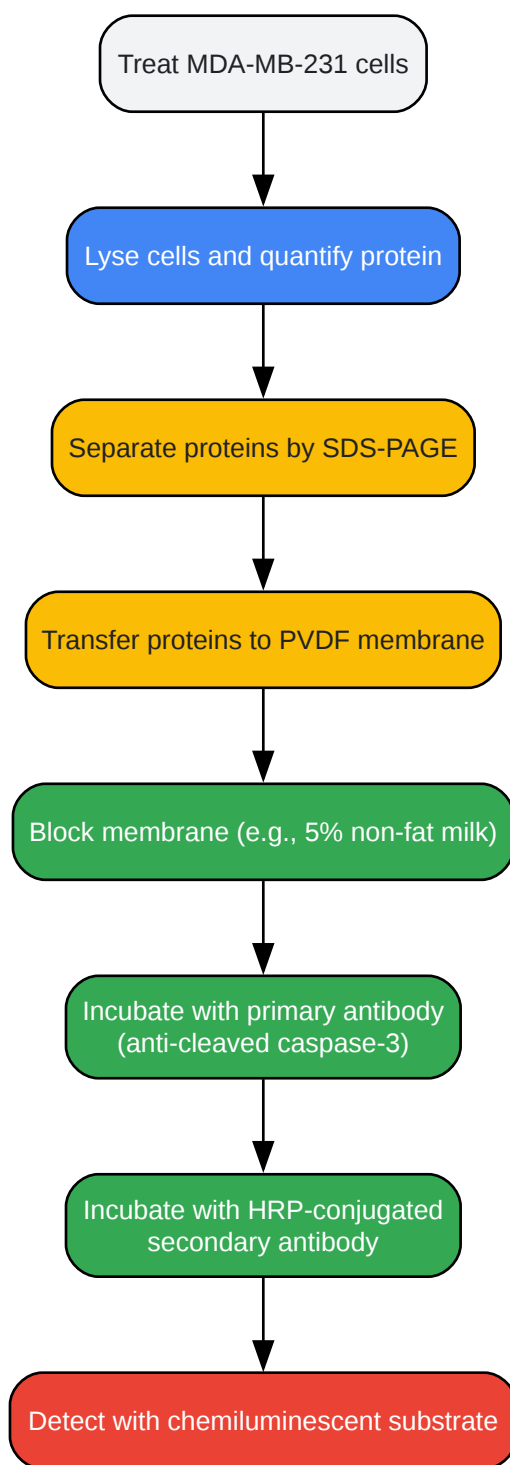 Treat MDA-MB-231 cells
Lyse cells and quantify protein
Separate proteins by SDS-PAGE
Transfer proteins to PVDF membrane
Block membrane (e.g., 5% non-fat milk)
Incubate with primary antibody
(anti-cleaved caspase-3)
Incubate with HRP-conjugated
secondary antibody
Detect with chemiluminescent substrate